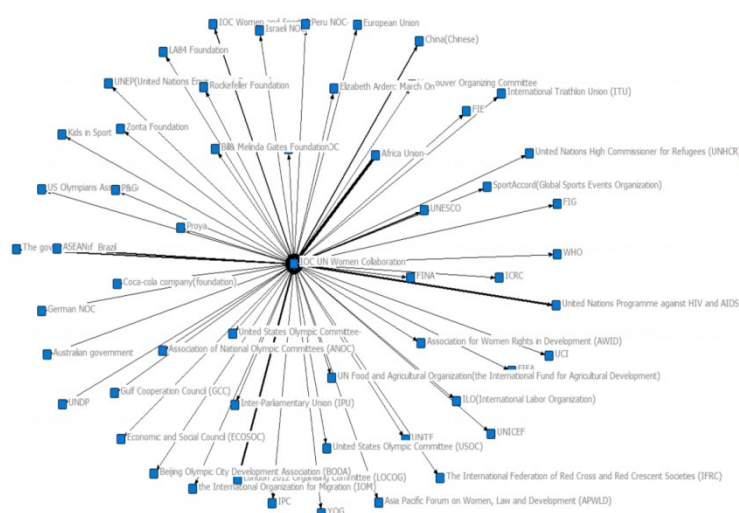 IOC Women and Sport
Peru NOC
Israel NOC
European Union
China(Chinese)
LA84 Foundation
UNEP(United Nations
Rockefeller Foundation
Elizabeth Arden: March On
Organizing Committee
International Triathlon Union (ITU)
FIE
Zonta Foundation
Kids in Sport
Bill& Melinda Gates Foundation
Africa Union
United Nations High Commissioner for Refugees (UNHCR)
US Olympians
P&G
SportAccord(Global Sports Events Organization)
UNESCO
FIG
Proya
The
ASEAN
Brazil
WHO
IOC UN Women Collaboration
FINA
ICRC
Coca-cola company(foundation)
United Nations Programme against HIV and AIDS
German NOC
United States Olympic Committee
Association for Women Rights in Development (AWID)
Australian government
Association of National Olympic Committees (ANOC)
UCI
FIFA
UN Food and Agricultural Organization(the International Fund for Agricultural Development)
Gulf Cooperation Council (GCC)
UNDP
Inter-Parliamentary Union (IPU)
ILO(International Labor Organization)
Economic and Social Council (ECOSOC)
UNICEF
United States Olympic Committee (USOC)
Beijing Olympic City Development Association (BODA)
London 2012 Organising Committee (LOCOG)
The International Federation of Red Cross and Red Crescent Societies (IFRC)
the International Organization for Migration (IOM)
IPC
Asia Pacific Forum on Women, Law and Development (APWLD)
YOG